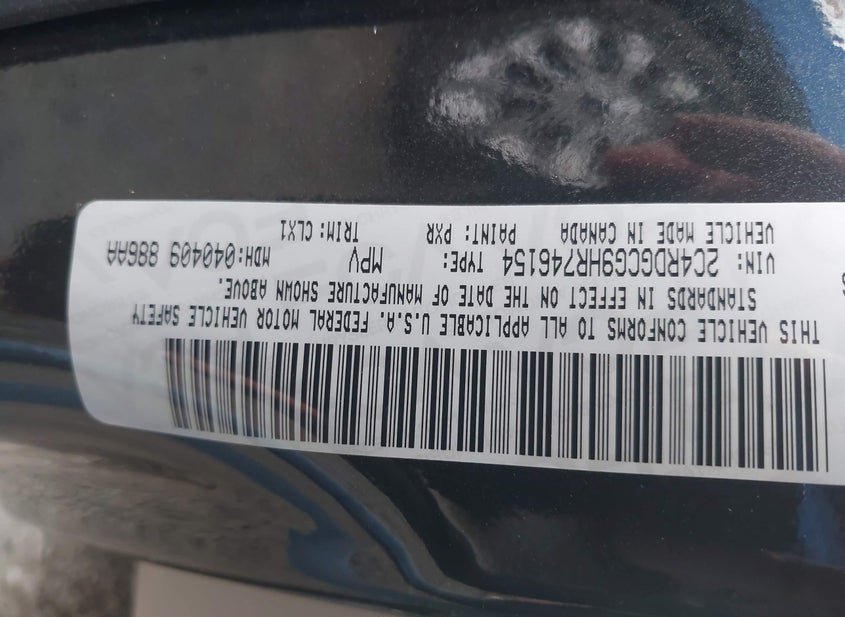 THIS VEHICLE CONFORMS TO ALL APPLICABLE U.S.A. FEDERAL MOTOR VEHICLE SAFETY
STANDARDS IN EFFECT ON THE DATE OF MANUFACTURE SHOWN ABOVE.
VIN: 2C4RDGCG9HR746154 TYPE: MPV MDH:040409 886AA
VEHICLE MADE IN CANADA PAINT: PXR TRIM: CLX1